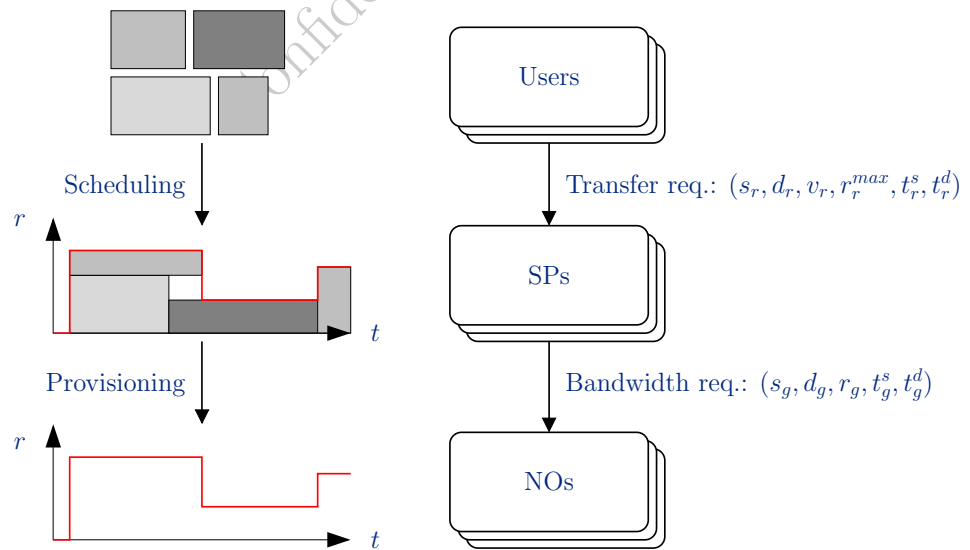 Users
Scheduling
Transfer req.: (s_r, d_r, v_r, r_r^{max}, t_r^s, t_r^d)
r
SPs
t
Provisioning
Bandwidth req.: (s_g, d_g, r_g, t_g^s, t_g^d)
r
NOs
t